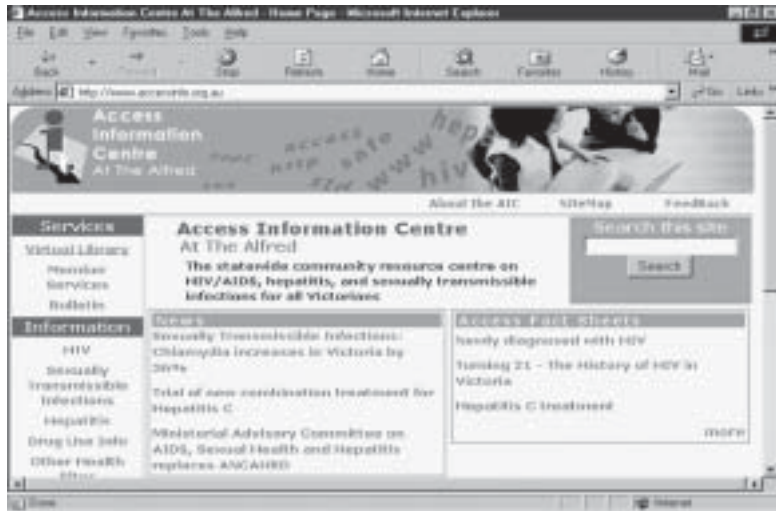 Access Information Centre At The Alfred - Home Page - Microsoft Internet Explorer
File Edit View Favorites Tools Help
Back Forward Stop Refresh Home Search Favorites History Mail
Address http://www.accessinfo.org.au Go Links
Access
Information
Centre
At The Alfred
access
hep
info
www
hiv
About the AIC SiteMap Feedback
Services
Virtual Library
Member
Services
Bulletin
Information
HIV
Sexually
Transmissible
Infections
Hepatitis
Drug Use Info
Other Health
Access Information Centre
At The Alfred
The statewide community resource centre on
HIV/AIDS, hepatitis, and sexually transmissible
infections for all Victorians
Search this site
Search
News
Sexually Transmissible Infections:
Chlamydia increases in Victoria by
Trial of new combination treatment for
Hepatitis C
Ministerial Advisory Committee on
AIDS, Sexual Health and Hepatitis
replaces ANCAHRD
Access Fact Sheets
Newly diagnosed with HIV
Turning 21 - The History of HIV in
Victoria
Hepatitis C treatment
more
Done Internet